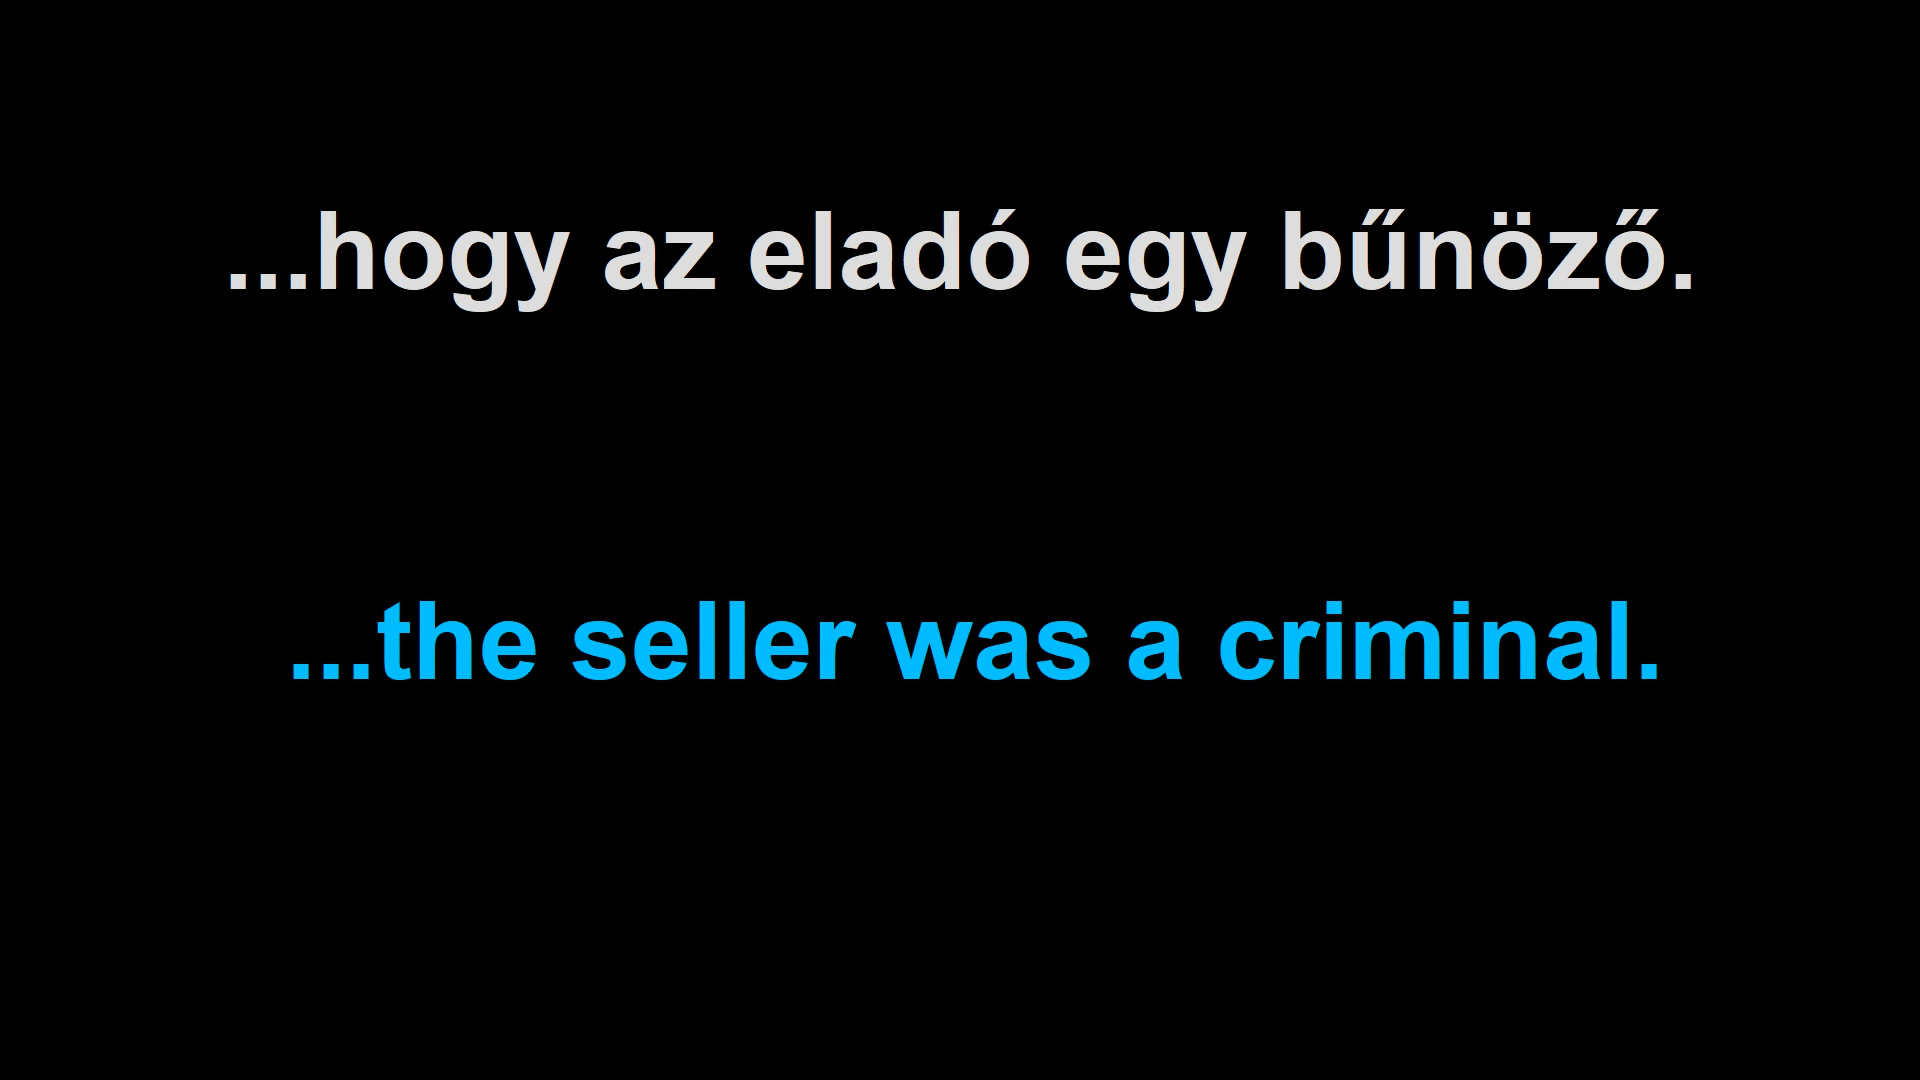 ...hogy az eladó egy bűnöző.
...the seller was a criminal.